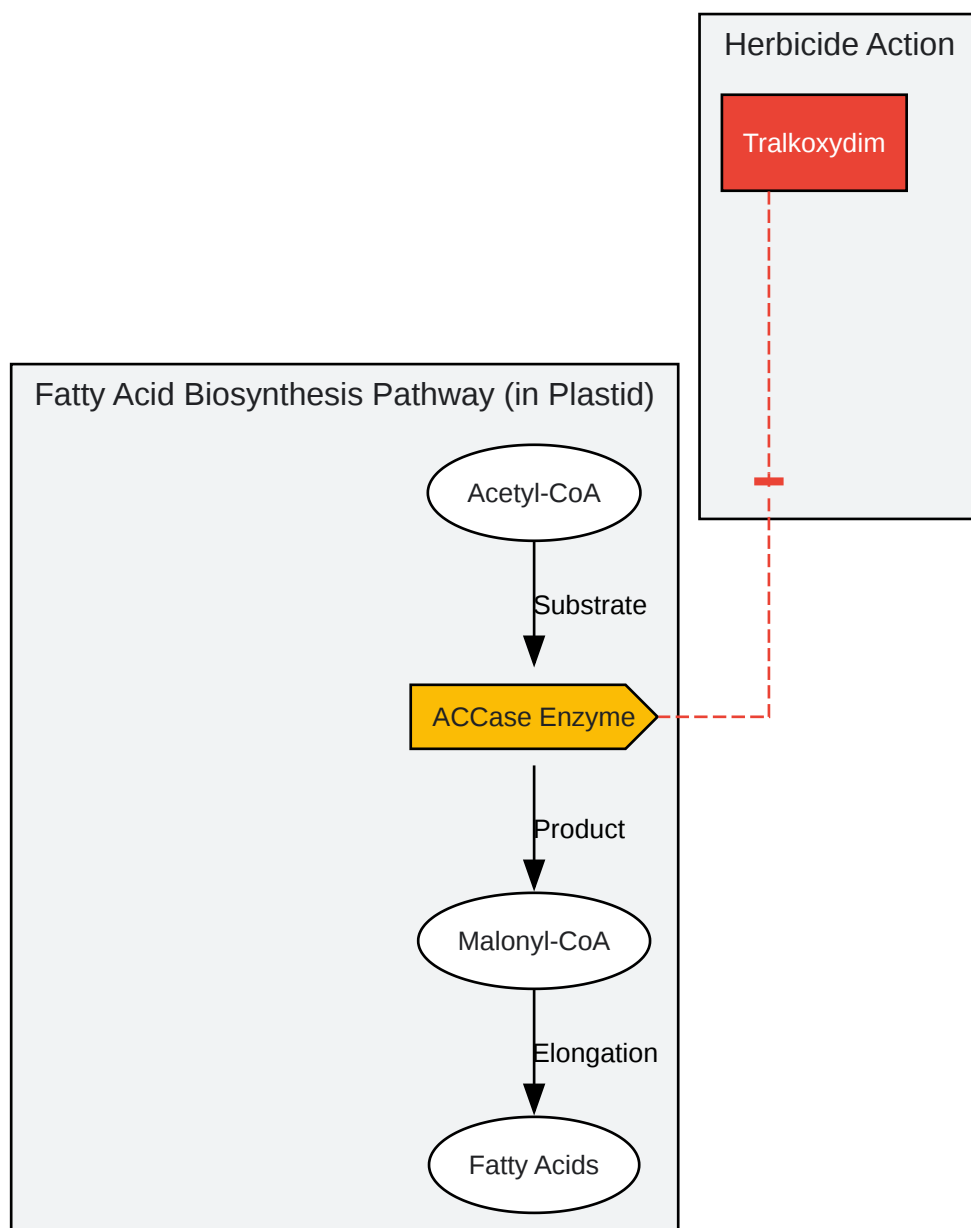 Herbicide Action
Tralkoxydim
Fatty Acid Biosynthesis Pathway (in Plastid)
Acetyl-CoA
Substrate
ACCase Enzyme
Product
Malonyl-CoA
Elongation
Fatty Acids